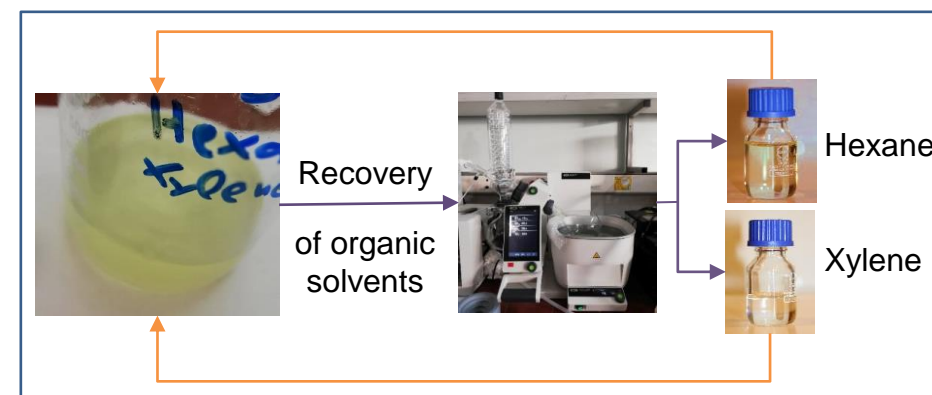 Hexa
xylene
Recovery
of organic
solvents
Hexane
Xylene